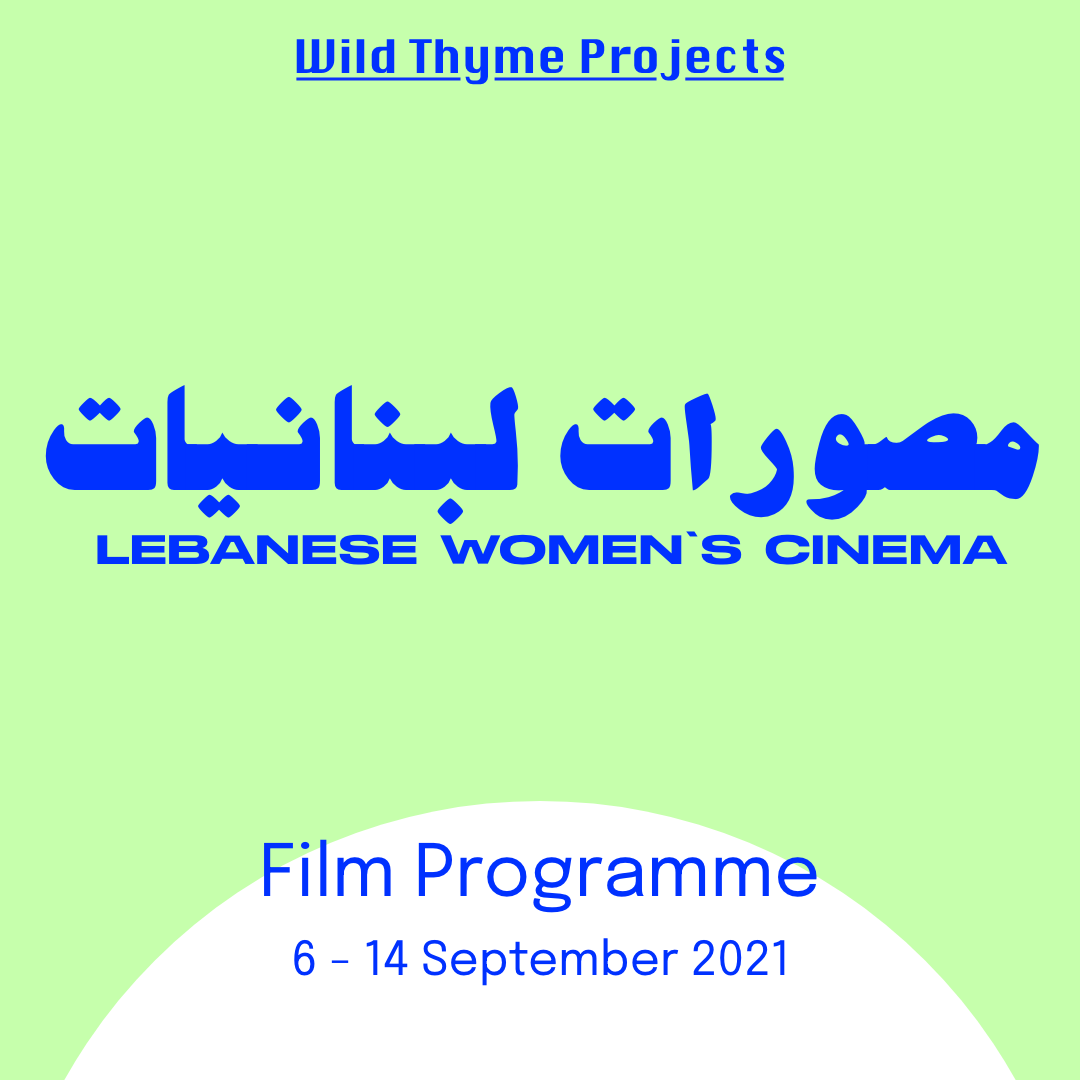 Wild Thyme Projects
مصورات لبنانيات
LEBANESE WOMEN`S CINEMA
Film Programme
6 – 14 September 2021